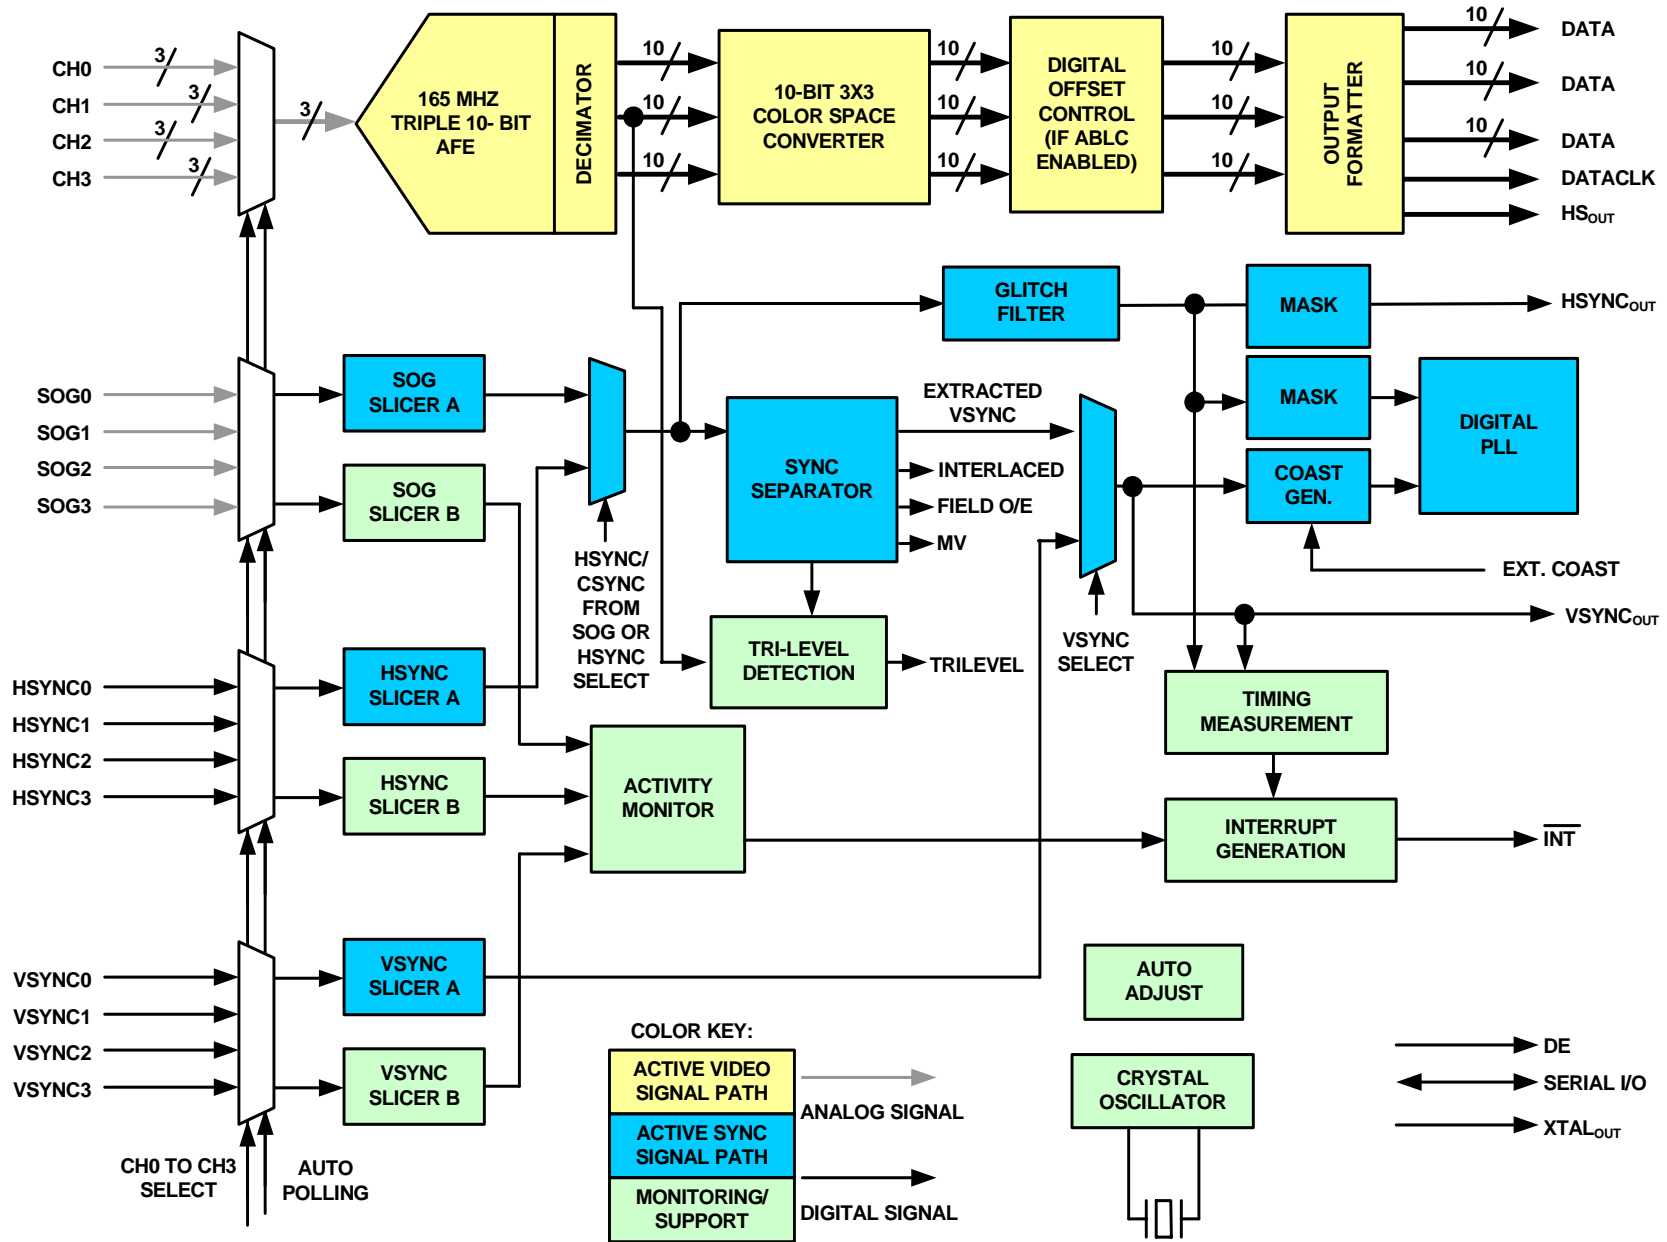 CH0
CH1
CH2
CH3
3
3
3
3
3
165 MHZ
TRIPLE 10- BIT
AFE
DECIMATOR
10
10
10
10-BIT 3X3
COLOR SPACE
CONVERTER
10
10
10
DIGITAL
OFFSET
CONTROL
(IF ABLC
ENABLED)
10
10
10
OUTPUT
FORMATTER
10
10
10
DATA
DATA
DATA
DATACLK
HSOUT
GLITCH
FILTER
MASK
HSYNCOUT
SOG0
SOG1
SOG2
SOG3
SOG
SLICER A
SOG
SLICER B
HSYNC/
CSYNC
FROM
SOG OR
HSYNC
SELECT
SYNC
SEPARATOR
EXTRACTED
VSYNC
INTERLACED
FIELD O/E
MV
MASK
COAST
GEN.
DIGITAL
PLL
EXT. COAST
VSYNCOUT
VSYNC
SELECT
TRI-LEVEL
DETECTION
TRILEVEL
HSYNC0
HSYNC1
HSYNC2
HSYNC3
HSYNC
SLICER A
HSYNC
SLICER B
ACTIVITY
MONITOR
TIMING
MEASUREMENT
INTERRUPT
GENERATION
INT
VSYNC0
VSYNC1
VSYNC2
VSYNC3
VSYNC
SLICER A
VSYNC
SLICER B
AUTO
ADJUST
CRYSTAL
OSCILLATOR
DE
SERIAL I/O
XTALOUT
CH0 TO CH3
SELECT
AUTO
POLLING
COLOR KEY:
ACTIVE VIDEO
SIGNAL PATH
ACTIVE SYNC
SIGNAL PATH
MONITORING/
SUPPORT
ANALOG SIGNAL
DIGITAL SIGNAL